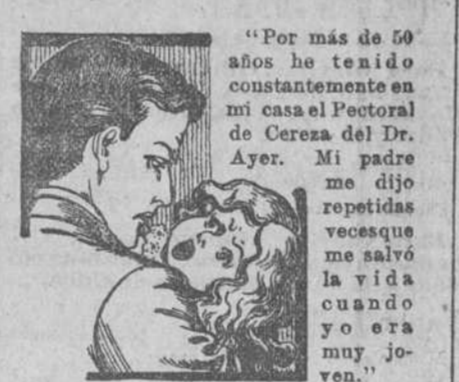 "Por más de 50
años he tenido
constantemente en
mi casa el Pectoral
de Cereza del Dr.
Ayer. Mi padre
me dijo
repetidas
vecesque
me salvó
la vida
cuando
yo era
muy jo-
ven."